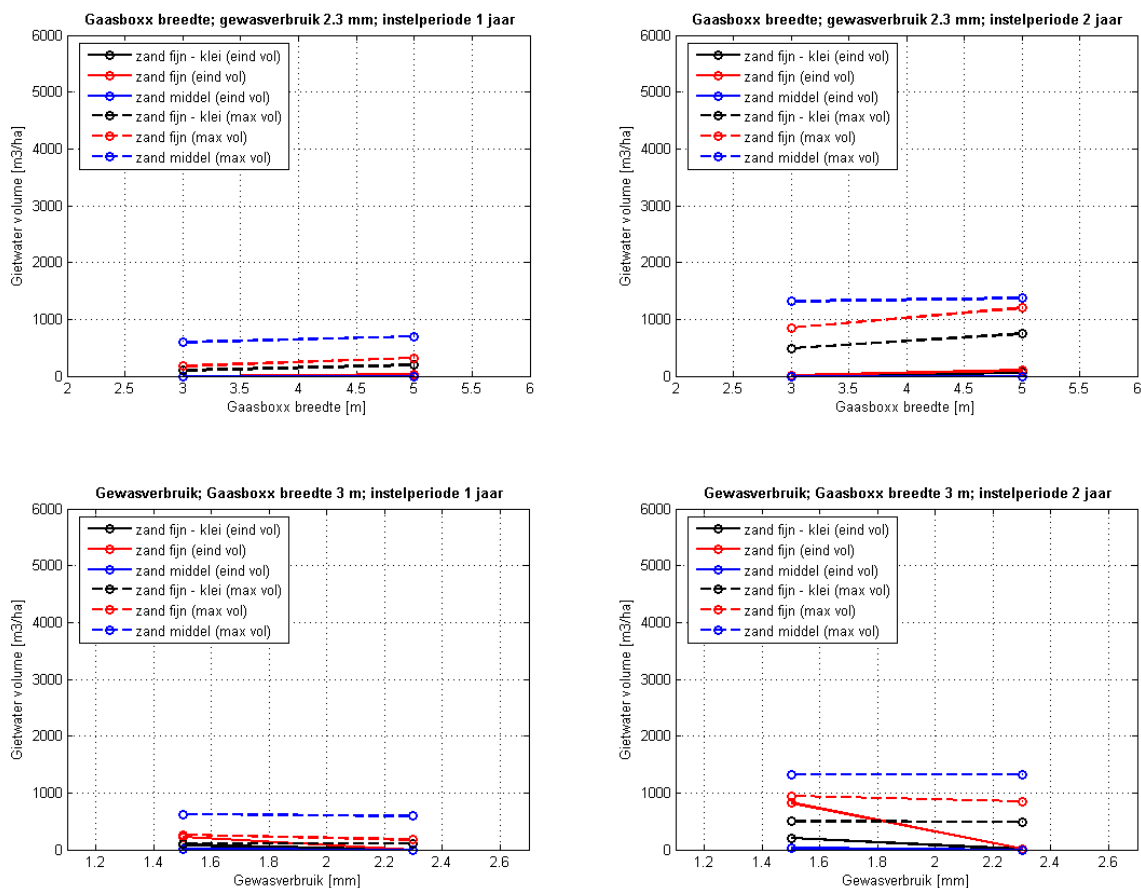 Gaasboxx breedte; gewasverbruik 2.3 mm; instelperiode 1 jaar
6000
5000
4000
3000
2000
1000
0
Gietwater volume [m3/ha]
zand fijn - klei (eind vol)
zand fijn (eind vol)
zand middel (eind vol)
zand fijn - klei (max vol)
zand fijn (max vol)
zand middel (max vol)
2 2.5 3 3.5 4 4.5 5 5.5 6
Gaasboxx breedte [m]
Gaasboxx breedte; gewasverbruik 2.3 mm; instelperiode 2 jaar
6000
5000
4000
3000
2000
1000
0
Gietwater volume [m3/ha]
zand fijn - klei (eind vol)
zand fijn (eind vol)
zand middel (eind vol)
zand fijn - klei (max vol)
zand fijn (max vol)
zand middel (max vol)
2 2.5 3 3.5 4 4.5 5 5.5 6
Gaasboxx breedte [m]
Gewasverbruik; Gaasboxx breedte 3 m; instelperiode 1 jaar
6000
5000
4000
3000
2000
1000
0
Gietwater volume [m3/ha]
zand fijn - klei (eind vol)
zand fijn (eind vol)
zand middel (eind vol)
zand fijn - klei (max vol)
zand fijn (max vol)
zand middel (max vol)
1.2 1.4 1.6 1.8 2 2.2 2.4 2.6
Gewasverbruik [mm]
Gewasverbruik; Gaasboxx breedte 3 m; instelperiode 2 jaar
6000
5000
4000
3000
2000
1000
0
Gietwater volume [m3/ha]
zand fijn - klei (eind vol)
zand fijn (eind vol)
zand middel (eind vol)
zand fijn - klei (max vol)
zand fijn (max vol)
zand middel (max vol)
1.2 1.4 1.6 1.8 2 2.2 2.4 2.6
Gewasverbruik [mm]